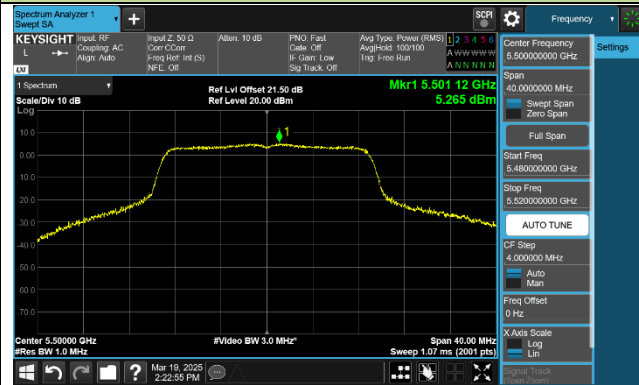 Spectrum Analyzer 1
Swept SA
SCPI
Frequency
KEYSIGHT
L
Input: RF
Coupling: AC
Align: Auto
Input Z: 50 Ω
Corr CCorr
Freq Ref: Int (S)
NFE: Off
Atten: 10 dB
PNO: Fast
Gate: Off
IF Gain: Low
Sig Track: Off
Avg Type: Power (RMS)
Avg|Hold: 100/100
Trig: Free Run
1 2 3 4 5 6
A W W W W W
A N N N N N
1 Spectrum
Scale/Div 10 dB
Log
Ref Lvl Offset 21.50 dB
Ref Level 20.00 dBm
Mkr1 5.501 12 GHz
5.265 dBm
1
10.0
0.00
-10.0
-20.0
-30.0
-40.0
-50.0
-60.0
-70.0
Center 5.50000 GHz
#Res BW 1.0 MHz
#Video BW 3.0 MHz*
Span 40.00 MHz
Sweep 1.07 ms (2001 pts)
Mar 19, 2025
2:22:55 PM
Center Frequency
5.500000000 GHz
Span
40.0000000 MHz
Swept Span
Zero Span
Full Span
Start Freq
5.480000000 GHz
Stop Freq
5.520000000 GHz
AUTO TUNE
CF Step
4.000000 MHz
Auto
Man
Freq Offset
0 Hz
X Axis Scale
Log
Lin
Signal Track
(Span Zoom)
Settings